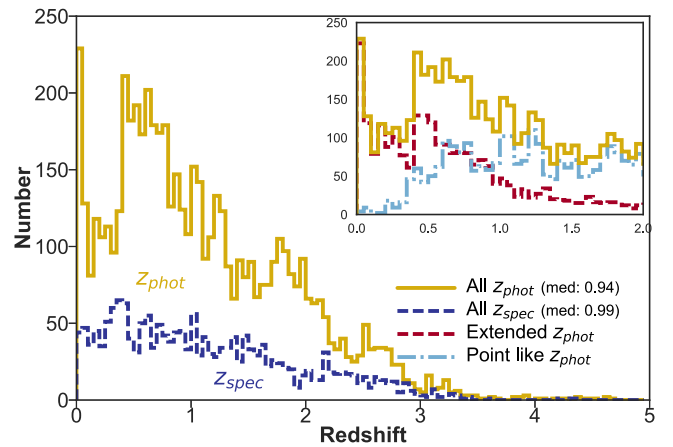 250
200
150
100
50
0
Number
0
1
2
3
4
5
Redshift
z_phot
z_spec
250
200
150
100
50
0
0.0
0.5
1.0
1.5
2.0
All z_phot (med: 0.94)
All z_spec (med: 0.99)
Extended z_phot
Point like z_phot